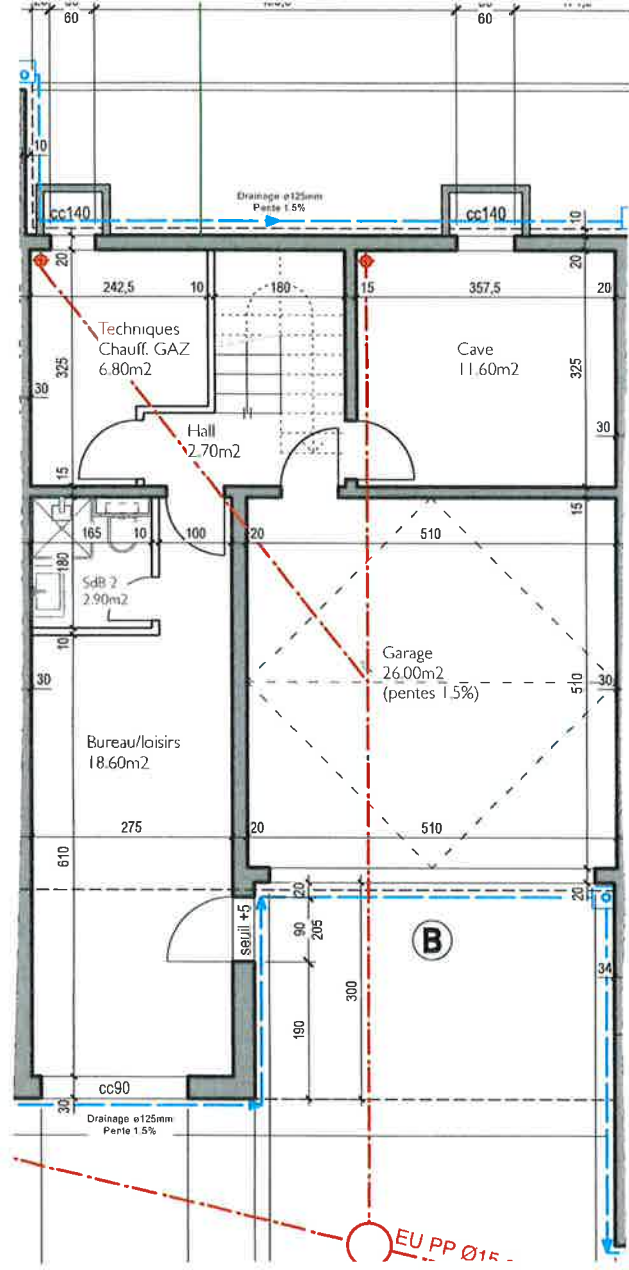 60
60
10
Drainage ø125mm
Pente 1.5%
cc140
cc140
10
20
20
242,5
10
180
15
357,5
20
Techniques
Chauff. GAZ
6.80m2
Cave
11.60m2
325
325
30
30
Hall
2.70m2
15
15
165
10
100
20
510
180
SdB 2
2.90m2
10
Garage
26.00m2
(pentes 1.5%)
510
30
30
Bureau/loisirs
18.60m2
275
20
510
610
20
20
seuil +5
90
205
B
300
34
190
cc90
30
Drainage ø125mm
Pente 1.5%
EU PP Ø15